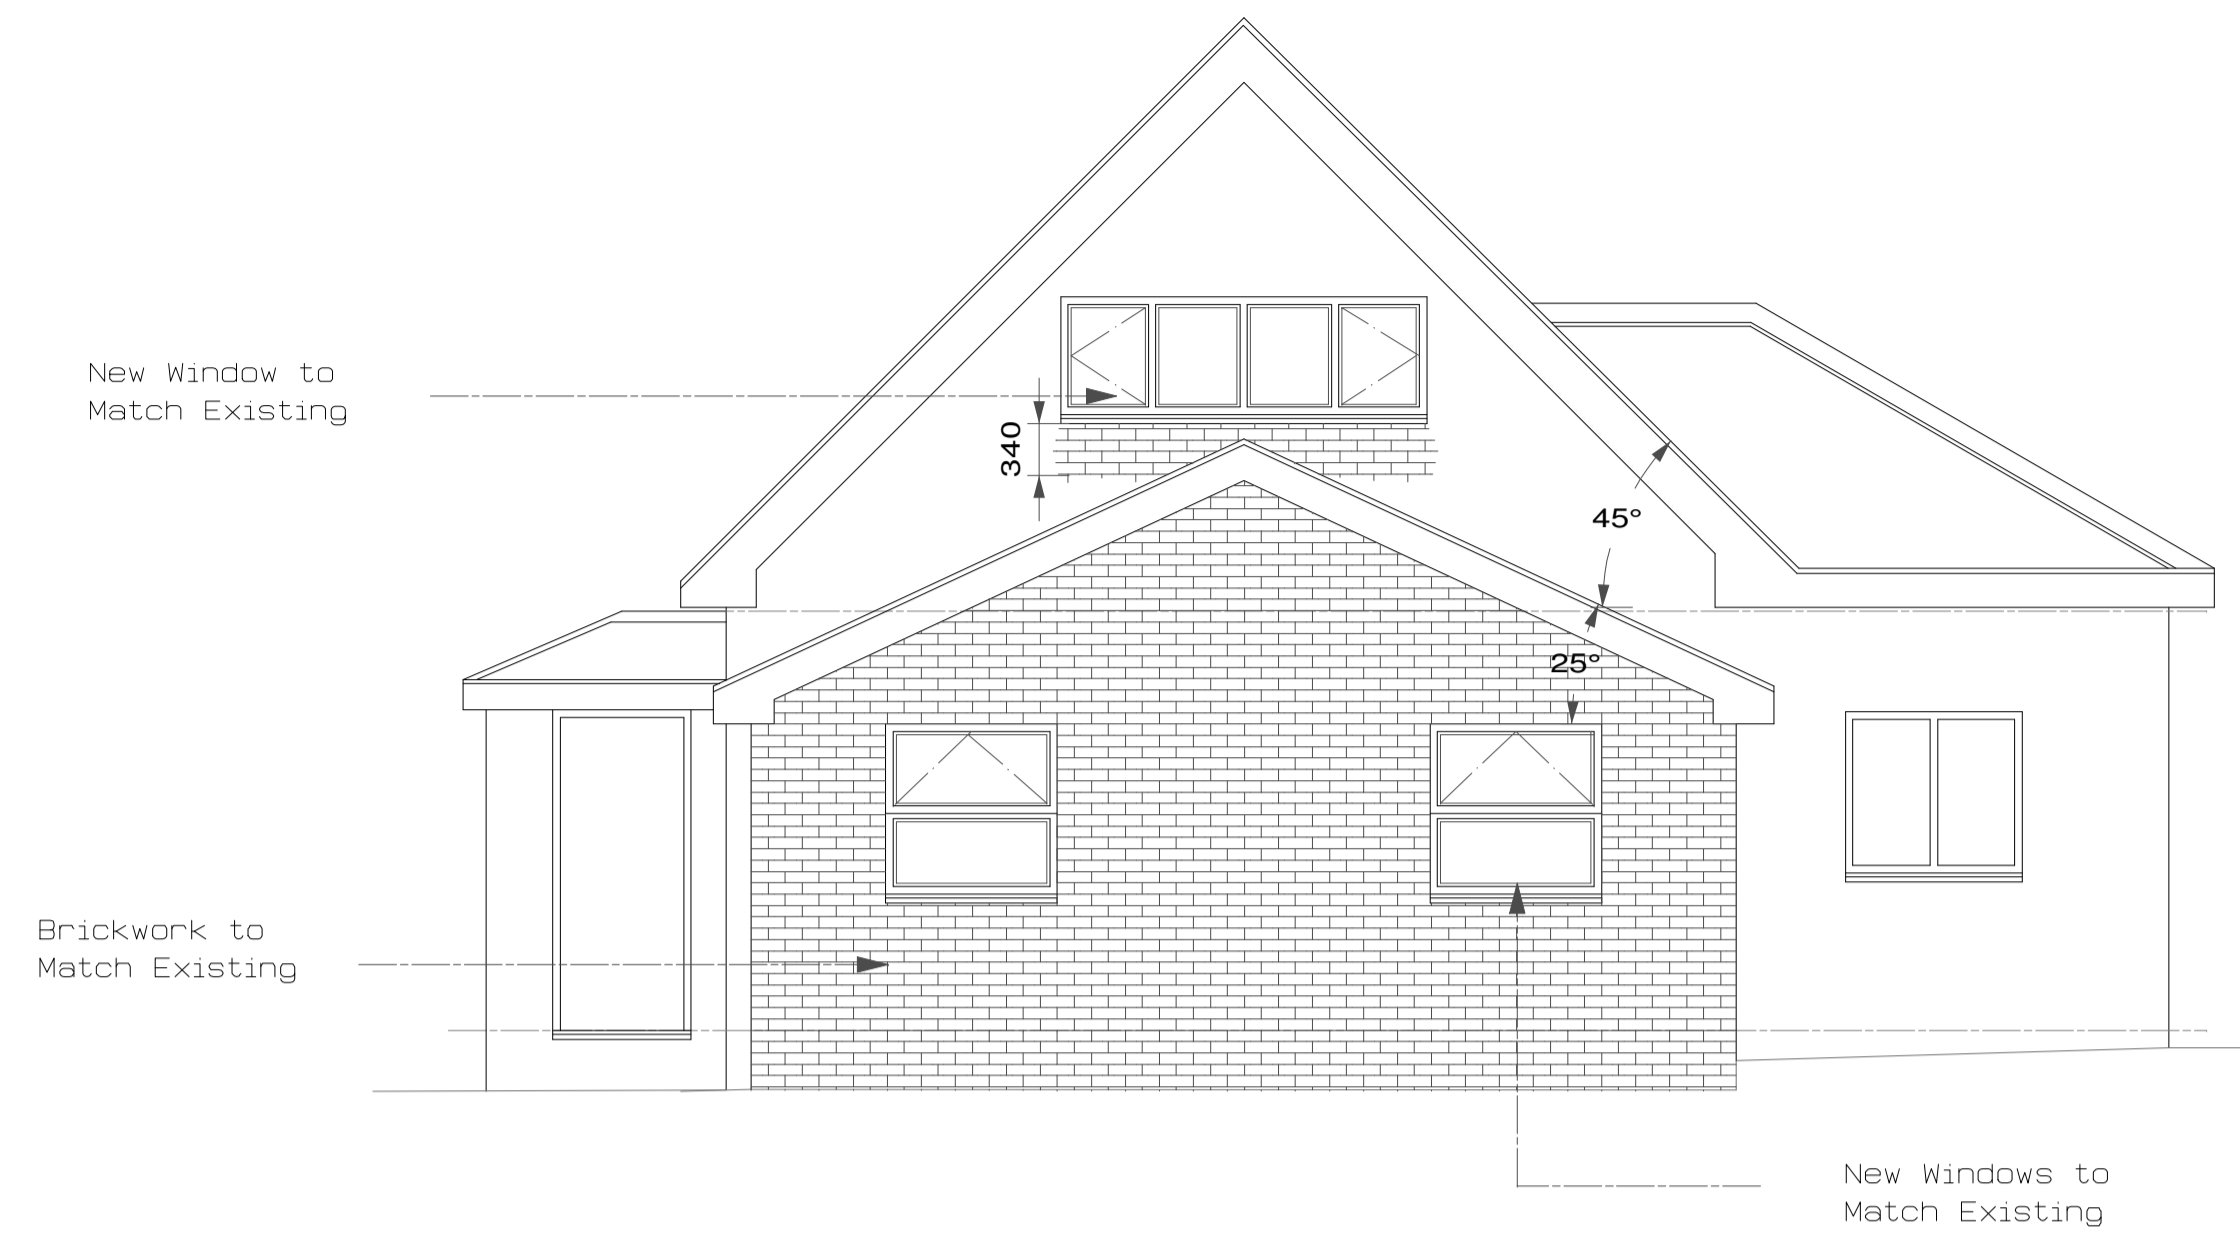 New Window to
Match Existing
340
45°
25°
Brickwork to
Match Existing
New Windows to
Match Existing